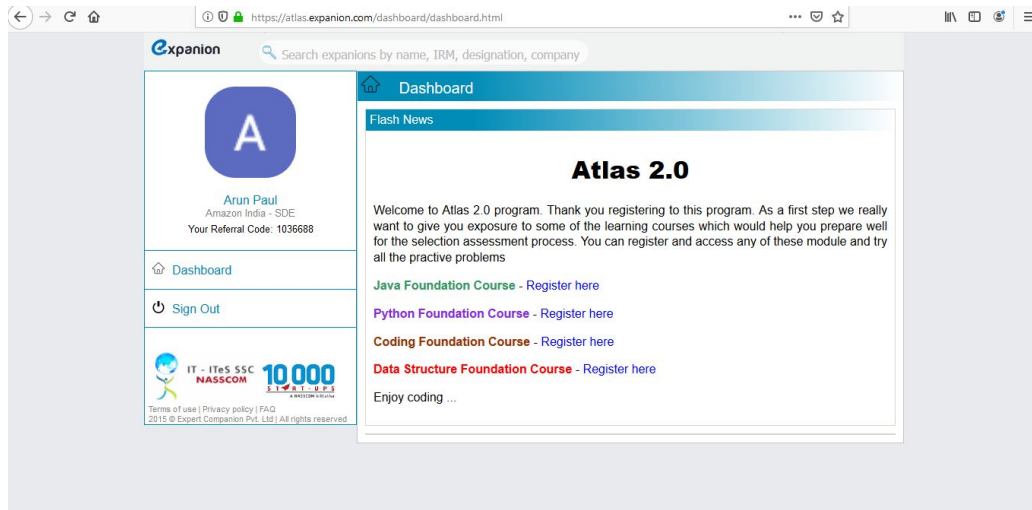 https://atlas.expanion.com/dashboard/dashboard.html
expanion
Search expanions by name, IRM, designation, company
A
Arun Paul
Amazon India - SDE
Your Referral Code: 1036688
Dashboard
Sign Out
IT - ITeS SSC
NASSCOM
10 000
START-UPS
Terms of use | Privacy policy | FAQ
2015 © Expert Companion Pvt. Ltd | All rights reserved
Dashboard
Flash News
Atlas 2.0
Welcome to Atlas 2.0 program. Thank you registering to this program. As a first step we really
want to give you exposure to some of the learning courses which would help you prepare well
for the selection assessment process. You can register and access any of these module and try
all the practive problems
Java Foundation Course - Register here
Python Foundation Course - Register here
Coding Foundation Course - Register here
Data Structure Foundation Course - Register here
Enjoy coding ...